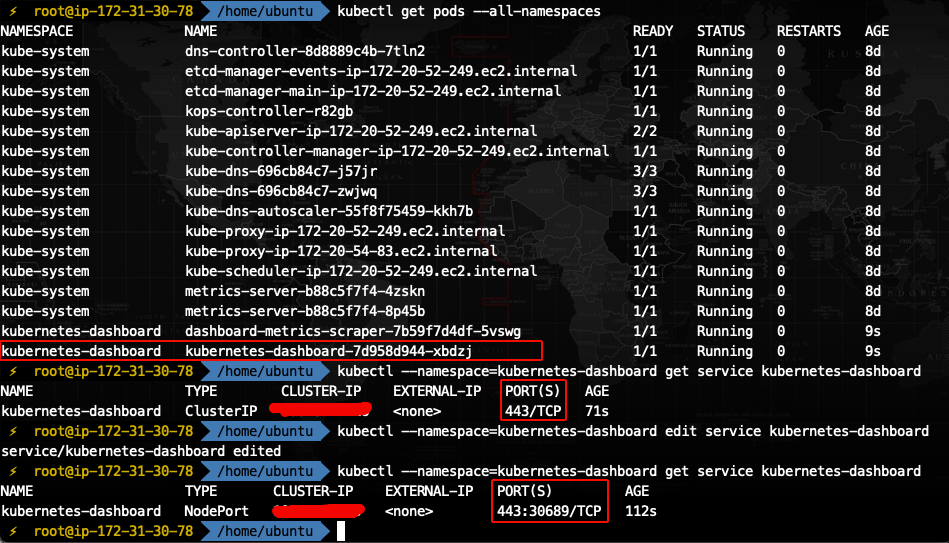 ⚡ root@ip-172-31-30-78 /home/ubuntu kubectl get pods --all-namespaces
NAMESPACE NAME READY STATUS RESTARTS AGE
kube-system dns-controller-8d8889c4b-7tln2 1/1 Running 0 8d
kube-system etcd-manager-events-ip-172-20-52-249.ec2.internal 1/1 Running 0 8d
kube-system etcd-manager-main-ip-172-20-52-249.ec2.internal 1/1 Running 0 8d
kube-system kops-controller-r82gb 1/1 Running 0 8d
kube-system kube-apiserver-ip-172-20-52-249.ec2.internal 2/2 Running 0 8d
kube-system kube-controller-manager-ip-172-20-52-249.ec2.internal 1/1 Running 0 8d
kube-system kube-dns-696cb84c7-j57jr 3/3 Running 0 8d
kube-system kube-dns-696cb84c7-zwjwq 3/3 Running 0 8d
kube-system kube-dns-autoscaler-55f8f75459-kkh7b 1/1 Running 0 8d
kube-system kube-proxy-ip-172-20-52-249.ec2.internal 1/1 Running 0 8d
kube-system kube-proxy-ip-172-20-54-83.ec2.internal 1/1 Running 0 8d
kube-system kube-scheduler-ip-172-20-52-249.ec2.internal 1/1 Running 0 8d
kube-system metrics-server-b88c5f7f4-4zskn 1/1 Running 0 8d
kube-system metrics-server-b88c5f7f4-8p45b 1/1 Running 0 8d
kubernetes-dashboard dashboard-metrics-scraper-7b59f7d4df-5vswg 1/1 Running 0 9s
kubernetes-dashboard kubernetes-dashboard-7d958d944-xbdzj 1/1 Running 0 9s
⚡ root@ip-172-31-30-78 /home/ubuntu kubectl --namespace=kubernetes-dashboard get service kubernetes-dashboard
NAME TYPE CLUSTER-IP EXTERNAL-IP PORT(S) AGE
kubernetes-dashboard ClusterIP <none> 443/TCP 71s
⚡ root@ip-172-31-30-78 /home/ubuntu kubectl --namespace=kubernetes-dashboard edit service kubernetes-dashboard
service/kubernetes-dashboard edited
⚡ root@ip-172-31-30-78 /home/ubuntu kubectl --namespace=kubernetes-dashboard get service kubernetes-dashboard
NAME TYPE CLUSTER-IP EXTERNAL-IP PORT(S) AGE
kubernetes-dashboard NodePort <none> 443:30689/TCP 112s
⚡ root@ip-172-31-30-78 /home/ubuntu